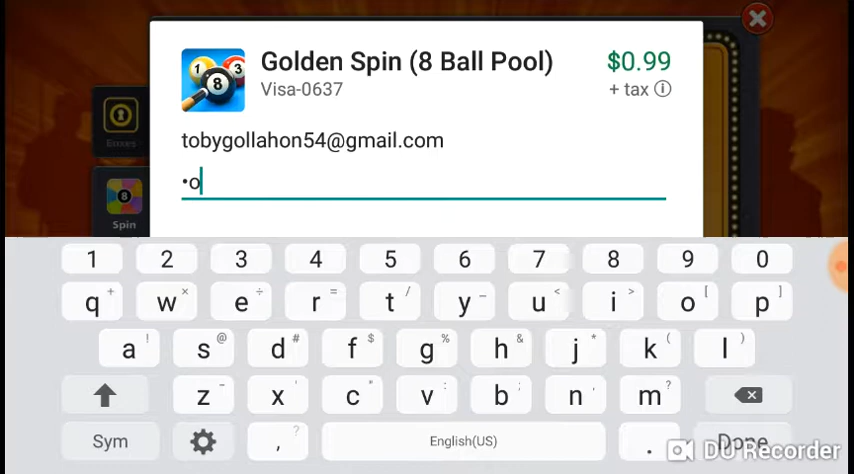 Golden Spin (8 Ball Pool)
$0.99
Visa-0637
+ tax
tobygollahon54@gmail.com
•o
Spin
1 2 3 4 5 6 7 8 9 0
q + w × e ÷ r = t / y _ u < i > o [ p ]
a ! s @ d # f $ g % h & j * k ( l )
z - x ' c " v : b ; n , m ?
Sym , ? English(US) . Done
DU Recorder